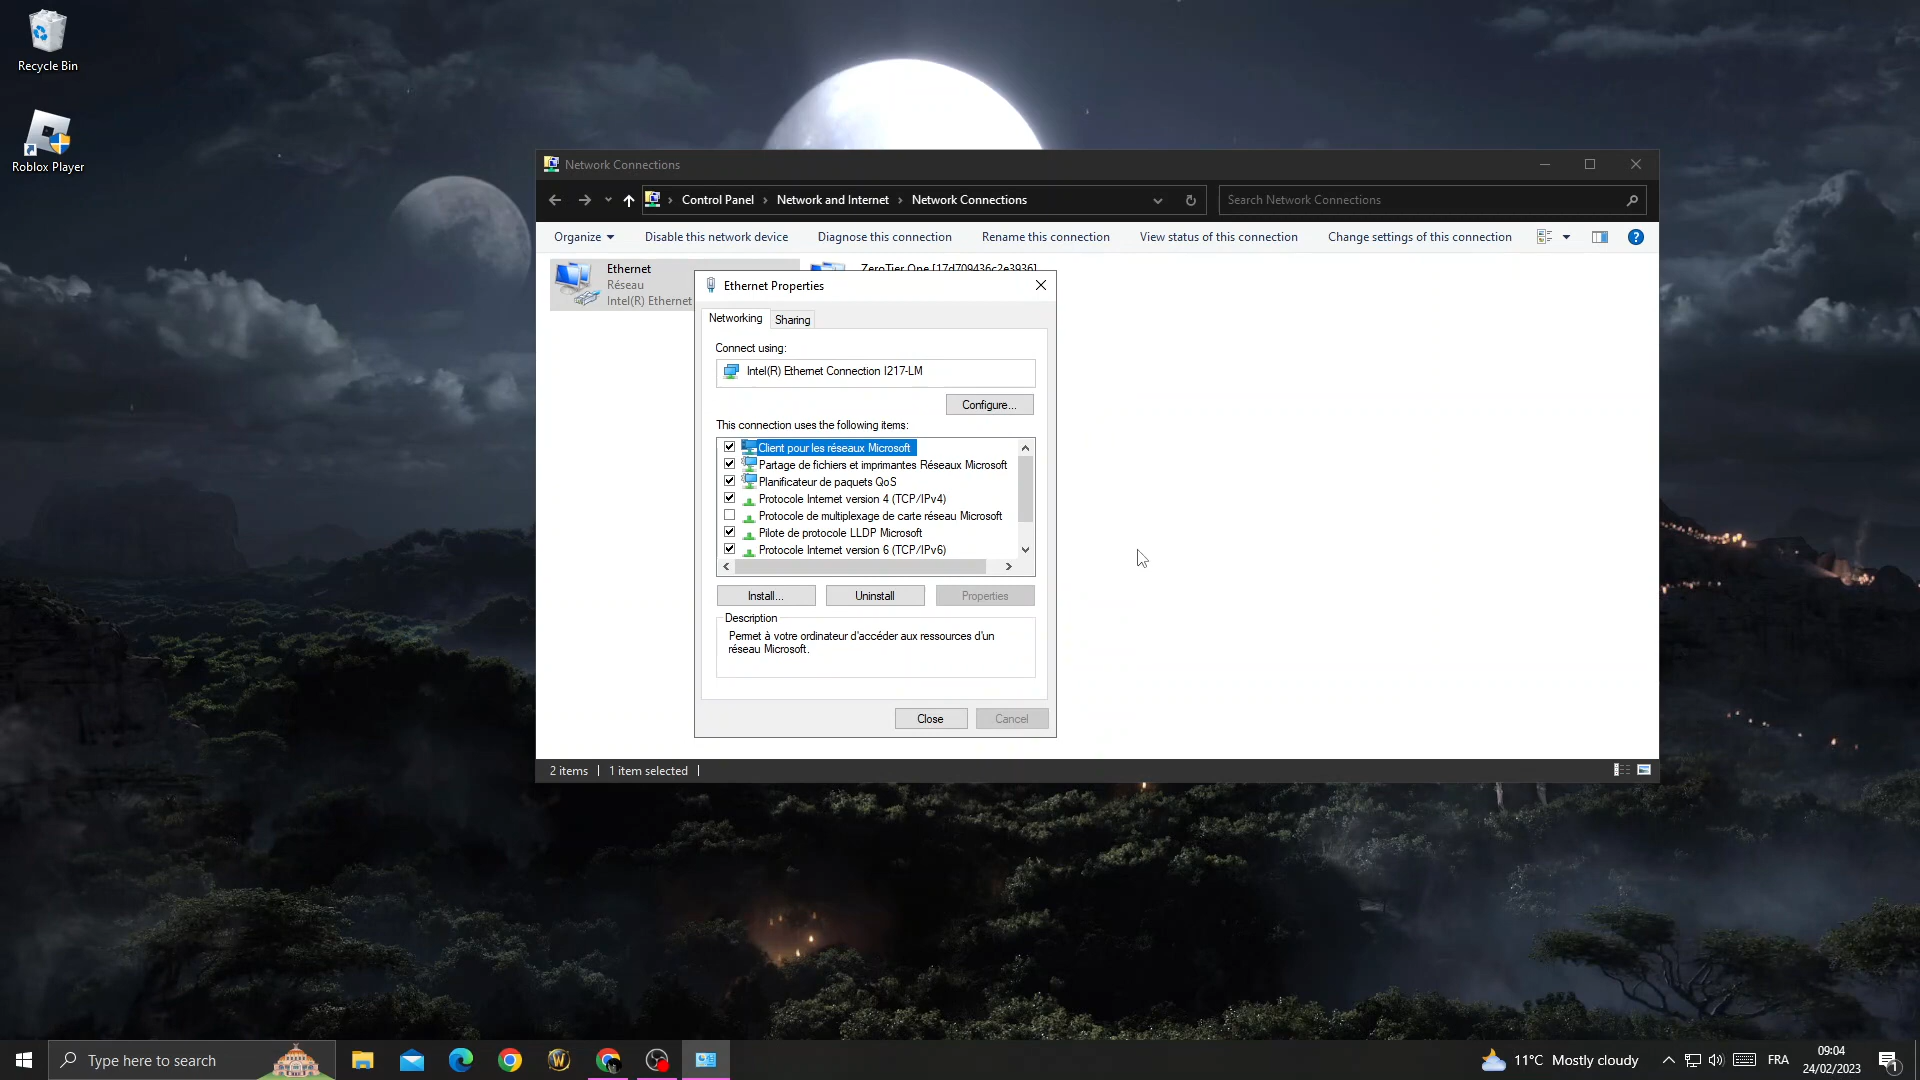 Recycle Bin
Roblox Player
Network Connections
Control Panel
Network and Internet
Network Connections
Search Network Connections
Organize
Disable this network device
Diagnose this connection
Rename this connection
View status of this connection
Change settings of this connection
Ethernet
Réseau
Intel(R) Ethernet
ZeroTier One [17d709436c2e3936]
Ethernet Properties
Networking
Sharing
Connect using:
Intel(R) Ethernet Connection I217-LM
Configure...
This connection uses the following items:
Client pour les réseaux Microsoft
Partage de fichiers et imprimantes Réseaux Microsoft
Planificateur de paquets QoS
Protocole Internet version 4 (TCP/IPv4)
Protocole de multiplexage de carte réseau Microsoft
Pilote de protocole LLDP Microsoft
Protocole Internet version 6 (TCP/IPv6)
Install...
Uninstall
Properties
Description
Permet à votre ordinateur d'accéder aux ressources d'un
réseau Microsoft.
Close
Cancel
2 items
1 item selected
Type here to search
11°C Mostly cloudy
FRA
09:04
24/02/2023
1